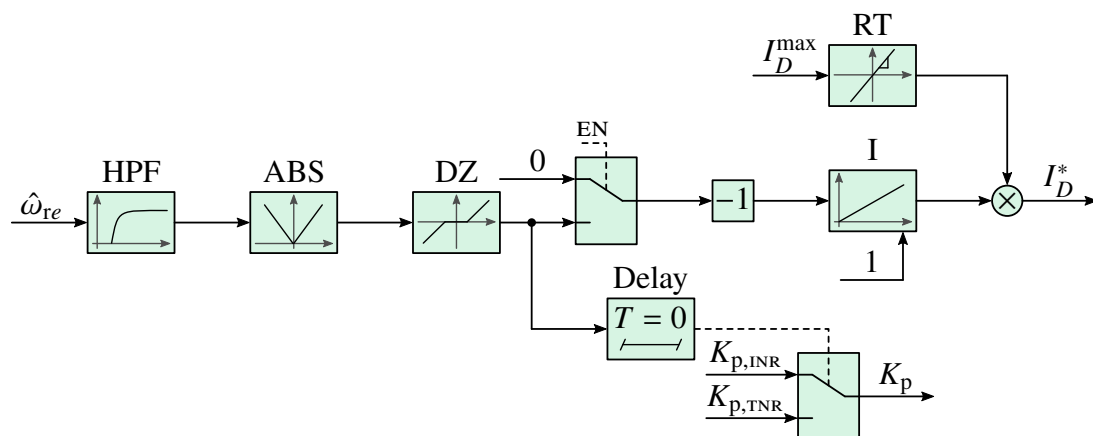 RT
I_D^max
EN
0
HPF
ABS
DZ
I
I_D^*
ω̂_re
−1
×
1
Delay
T = 0
K_p,INR
K_p
K_p,TNR